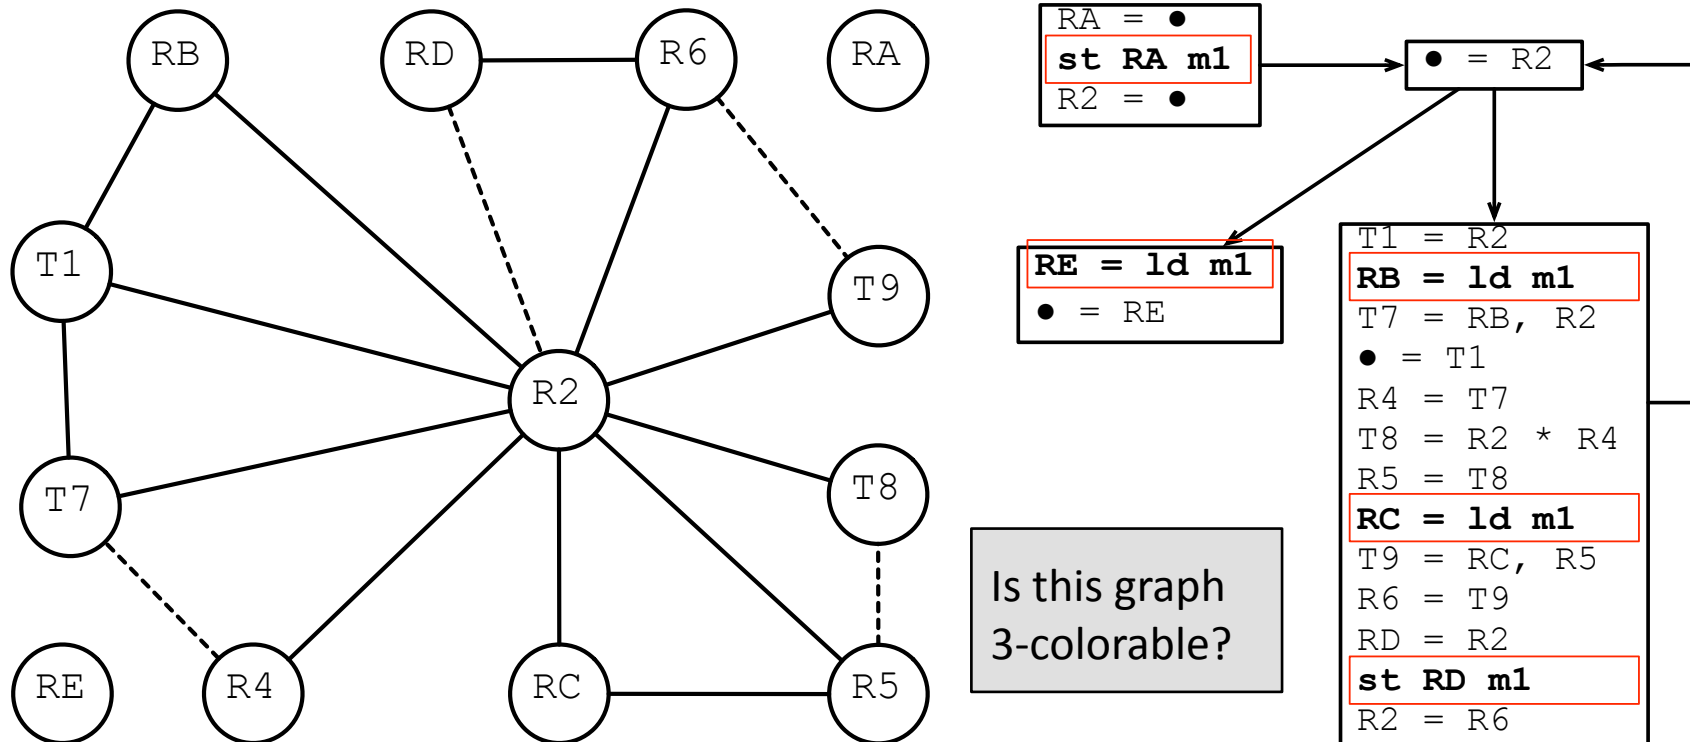 RB
RD
R6
RA
T1
T9
R2
T7
T8
RE
R4
RC
R5
Is this graph
3-colorable?
RA = ●
st RA m1
R2 = ●
● = R2
RE = ld m1
● = RE
T1 = R2
RB = ld m1
T7 = RB, R2
● = T1
R4 = T7
T8 = R2 * R4
R5 = T8
RC = ld m1
T9 = RC, R5
R6 = T9
RD = R2
st RD m1
R2 = R6